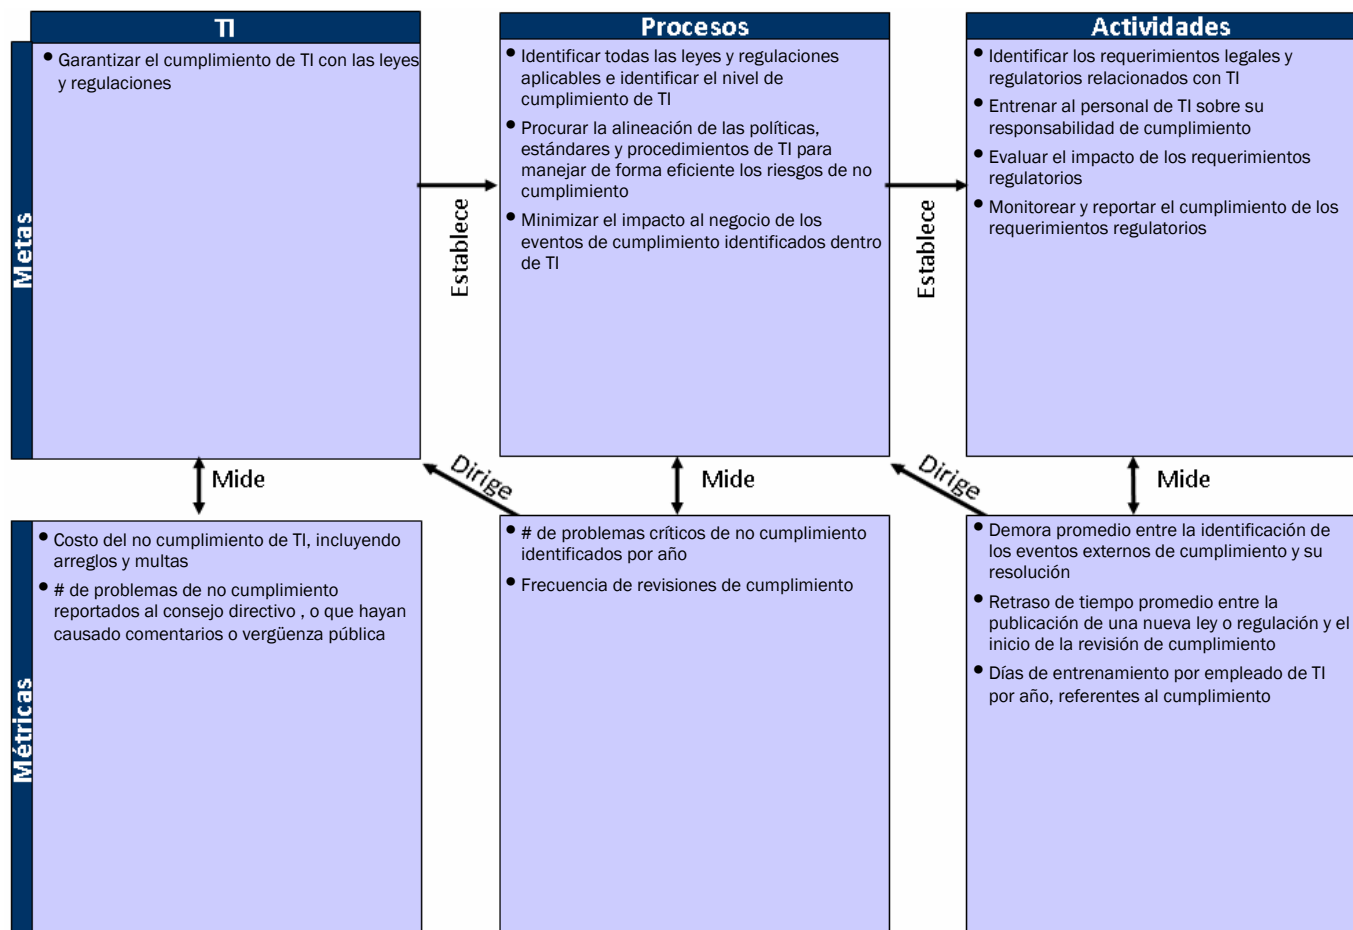 TI
Procesos
Actividades
Metas
• Garantizar el cumplimiento de TI con las leyes
y regulaciones
Establece
• Identificar todas las leyes y regulaciones
aplicables e identificar el nivel de
cumplimiento de TI
• Procurar la alineación de las políticas,
estándares y procedimientos de TI para
manejar de forma eficiente los riesgos de no
cumplimiento
• Minimizar el impacto al negocio de los
eventos de cumplimiento identificados dentro
de TI
Establece
• Identificar los requerimientos legales y
regulatorios relacionados con TI
• Entrenar al personal de TI sobre su
responsabilidad de cumplimiento
• Evaluar el impacto de los requerimientos
regulatorios
• Monitorear y reportar el cumplimiento de los
requerimientos regulatorios
Mide
Dirige
Mide
Dirige
Mide
Métricas
• Costo del no cumplimiento de TI, incluyendo
arreglos y multas
• # de problemas de no cumplimiento
reportados al consejo directivo , o que hayan
causado comentarios o vergüenza pública
• # de problemas críticos de no cumplimiento
identificados por año
• Frecuencia de revisiones de cumplimiento
• Demora promedio entre la identificación de
los eventos externos de cumplimiento y su
resolución
• Retraso de tiempo promedio entre la
publicación de una nueva ley o regulación y el
inicio de la revisión de cumplimiento
• Días de entrenamiento por empleado de TI
por año, referentes al cumplimiento